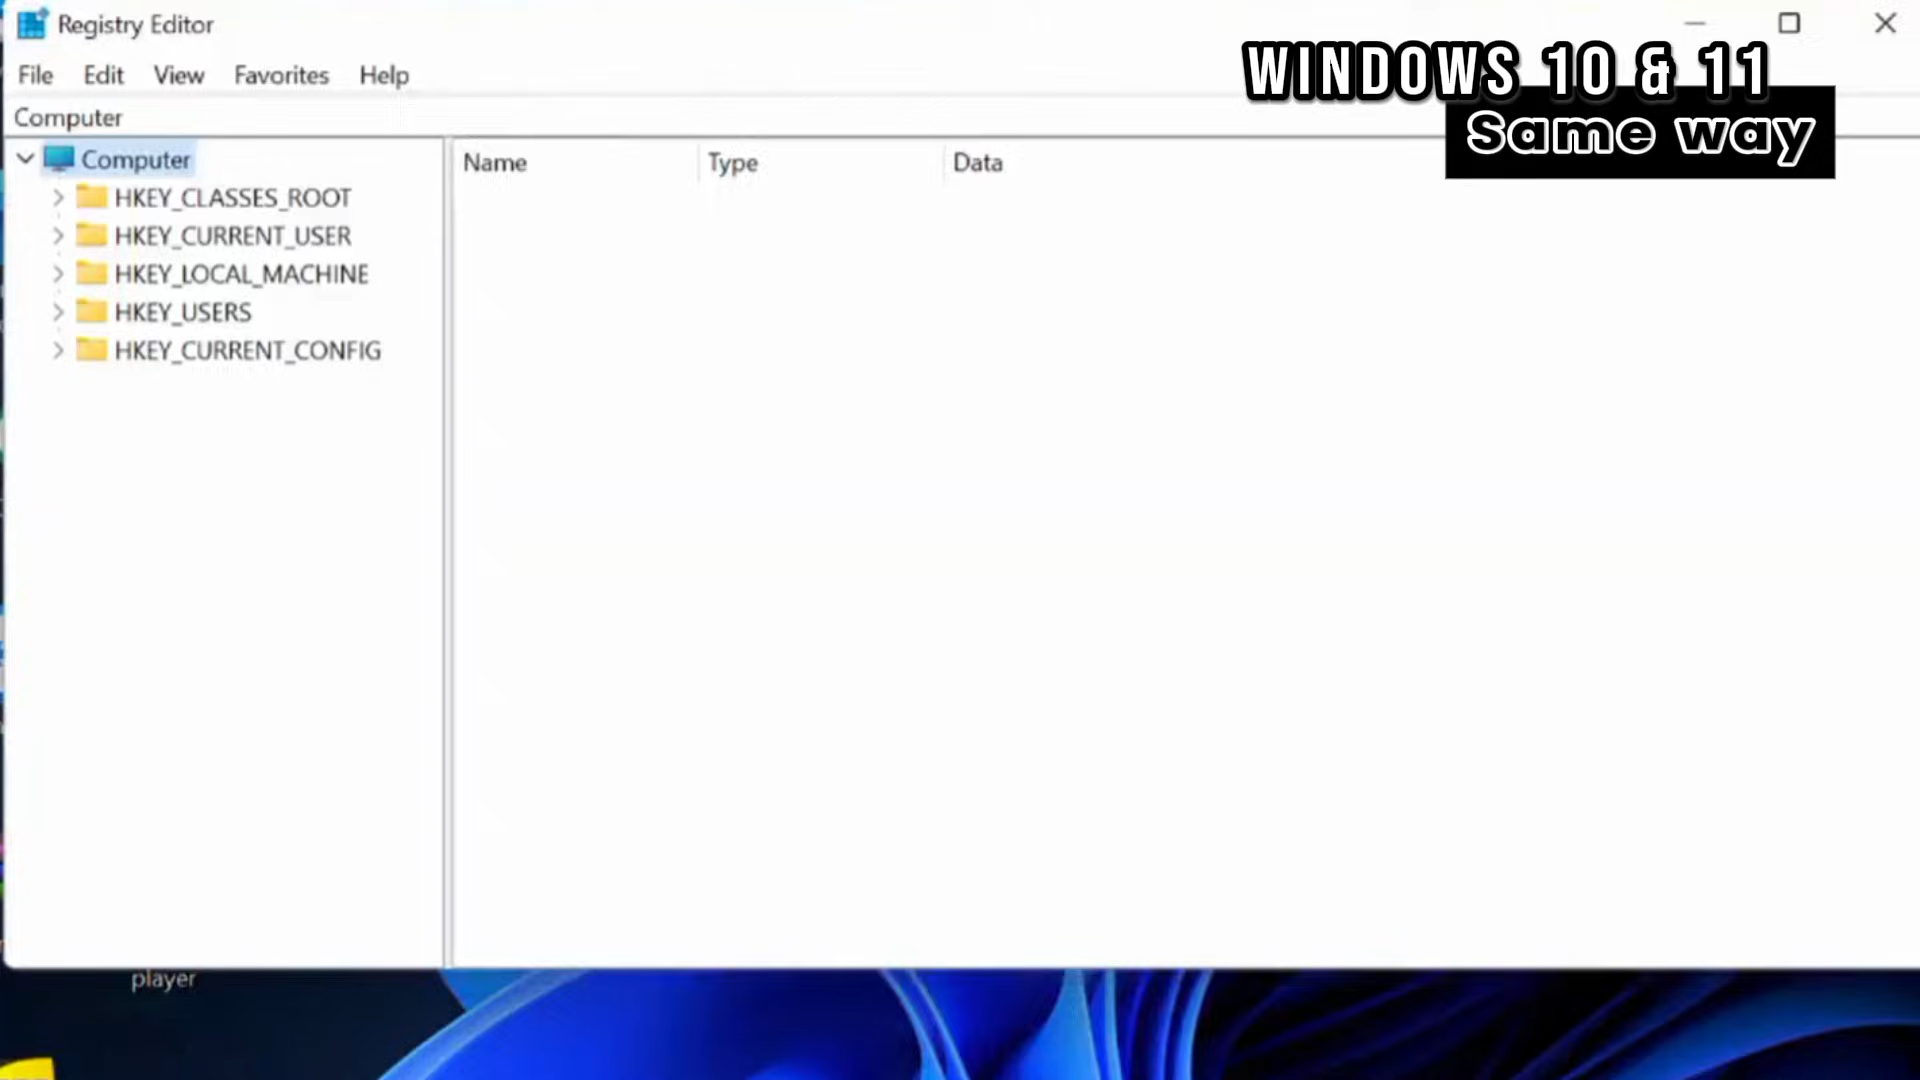 Registry Editor
File Edit View Favorites Help
WINDOWS 10 & 11
Same way
Computer
Computer
HKEY_CLASSES_ROOT
HKEY_CURRENT_USER
HKEY_LOCAL_MACHINE
HKEY_USERS
HKEY_CURRENT_CONFIG
Name Type Data
player